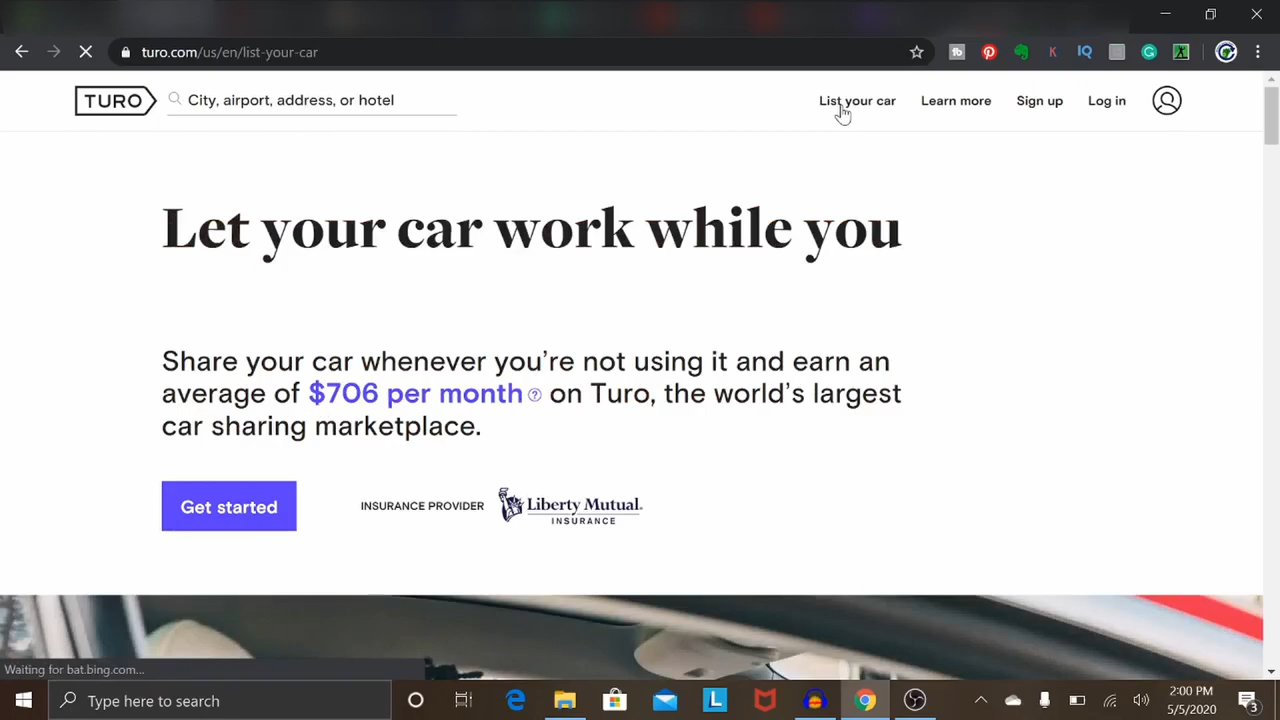 turo.com/us/en/list-your-car
TURO
City, airport, address, or hotel
List your car
Learn more
Sign up
Log in
Let your car work while you
Share your car whenever you're not using it and earn an
average of $706 per month ? on Turo, the world's largest
car sharing marketplace.
Get started
INSURANCE PROVIDER
Liberty Mutual.
INSURANCE
Waiting for bat.bing.com...
Type here to search
2:00 PM
5/5/2020
3